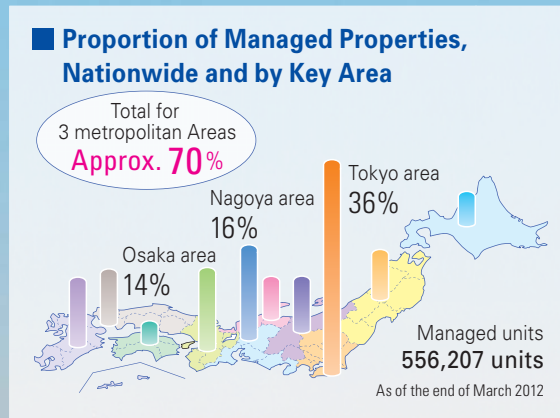 Proportion of Managed Properties,
Nationwide and by Key Area
Total for
3 metropolitan Areas
Approx. 70%
Tokyo area
36%
Nagoya area
16%
Osaka area
14%
Managed units
556,207 units
As of the end of March 2012